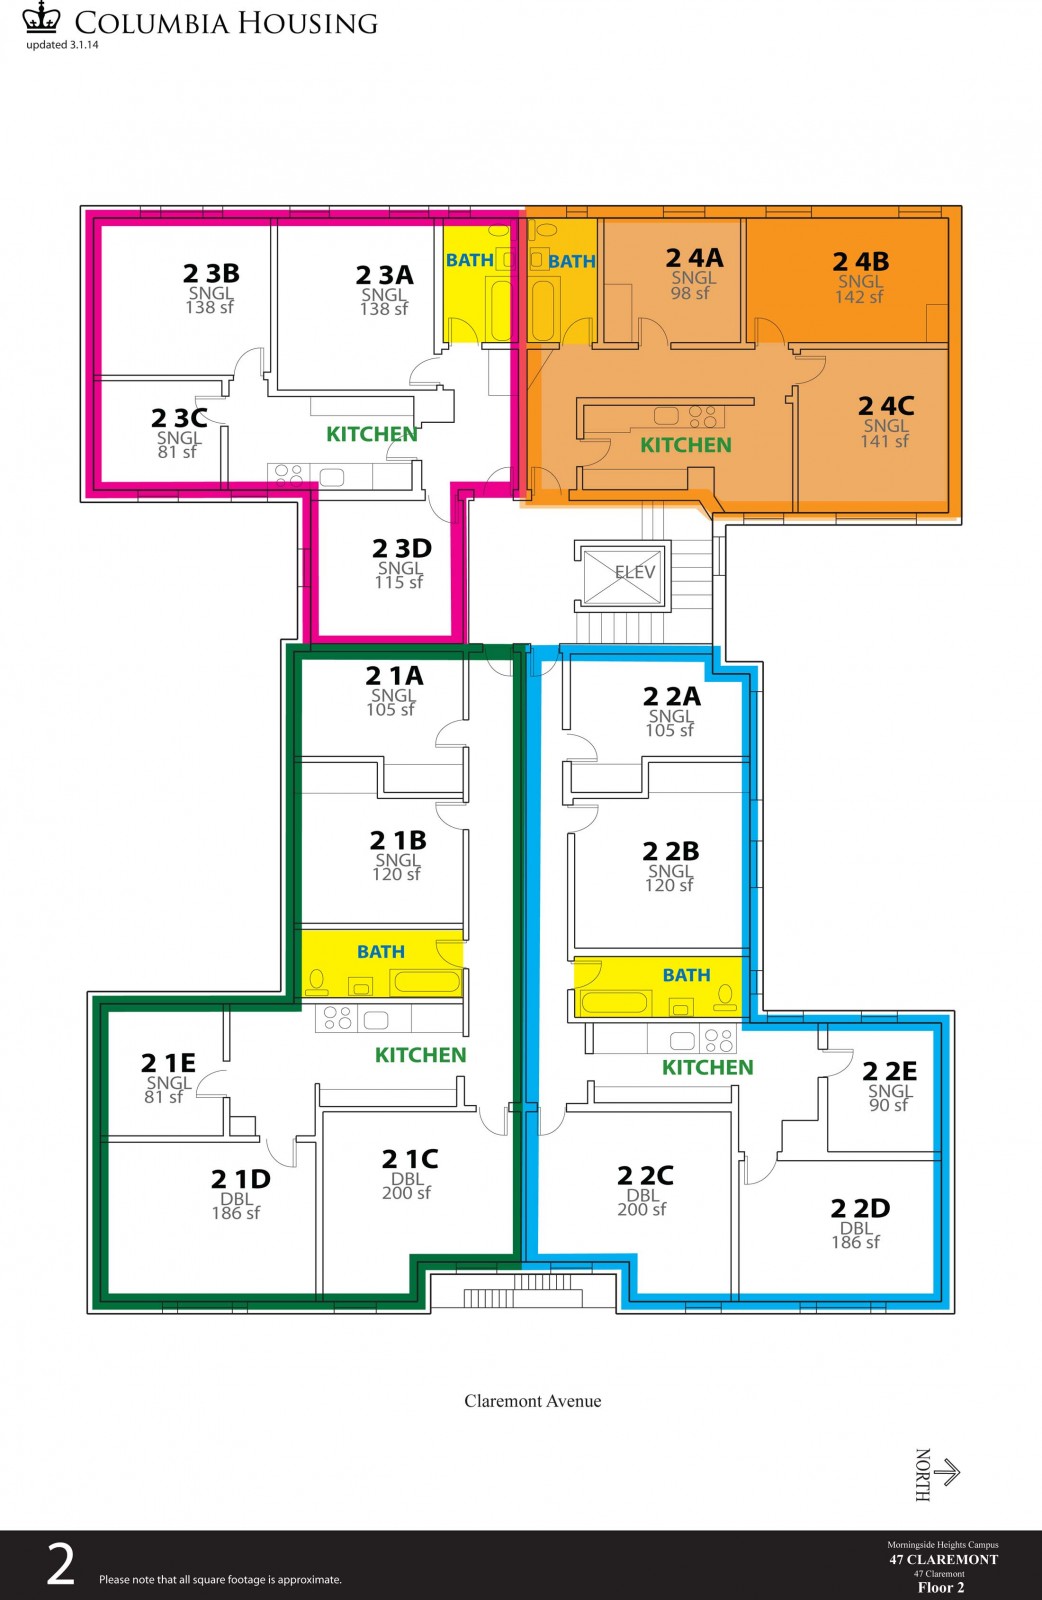 COLUMBIA HOUSING
updated 3.1.14
2 3B
SNGL
138 sf
2 3A
SNGL
138 sf
BATH
BATH
2 4A
SNGL
98 sf
2 4B
SNGL
142 sf
2 3C
SNGL
81 sf
KITCHEN
KITCHEN
2 4C
SNGL
141 sf
2 3D
SNGL
115 sf
ELEV
2 1A
SNGL
105 sf
2 2A
SNGL
105 sf
2 1B
SNGL
120 sf
2 2B
SNGL
120 sf
BATH
BATH
KITCHEN
KITCHEN
2 1E
SNGL
81 sf
2 2E
SNGL
90 sf
2 1D
DBL
186 sf
2 1C
DBL
200 sf
2 2C
DBL
200 sf
2 2D
DBL
186 sf
Claremont Avenue
NORTH
2
Please note that all square footage is approximate.
Morningside Heights Campus
47 CLAREMONT
47 Claremont
Floor 2